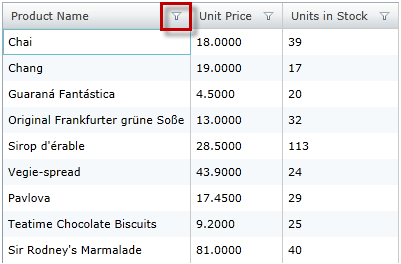 Product Name Unit Price Units in Stock
Chai 18.0000 39
Chang 19.0000 17
Guaraná Fantástica 4.5000 20
Original Frankfurter grüne Soße 13.0000 32
Sirop d'érable 28.5000 113
Vegie-spread 43.9000 24
Pavlova 17.4500 29
Teatime Chocolate Biscuits 9.2000 25
Sir Rodney's Marmalade 81.0000 40